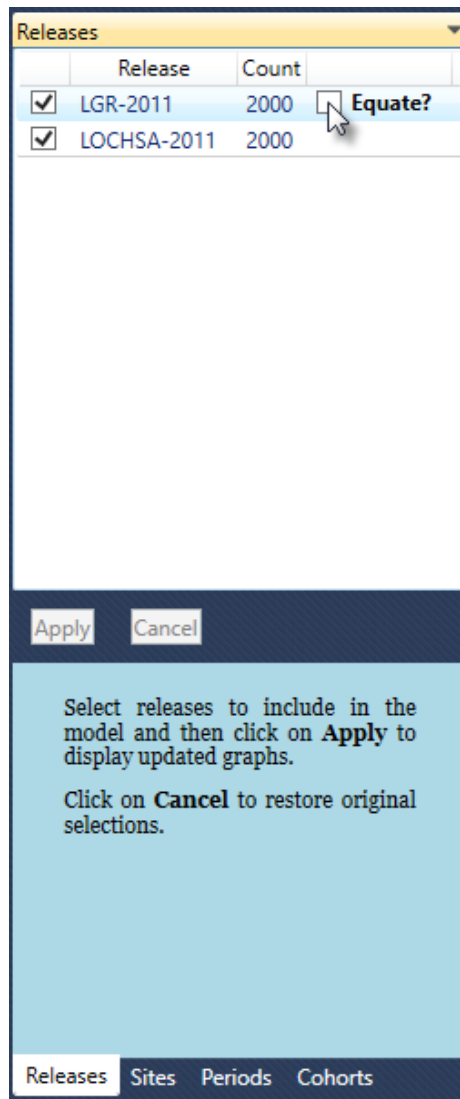 Releases
Release Count
LGR-2011 2000 Equate?
LOCHSA-2011 2000
Apply Cancel
Select releases to include in the
model and then click on Apply to
display updated graphs.
Click on Cancel to restore original
selections.
Releases Sites Periods Cohorts